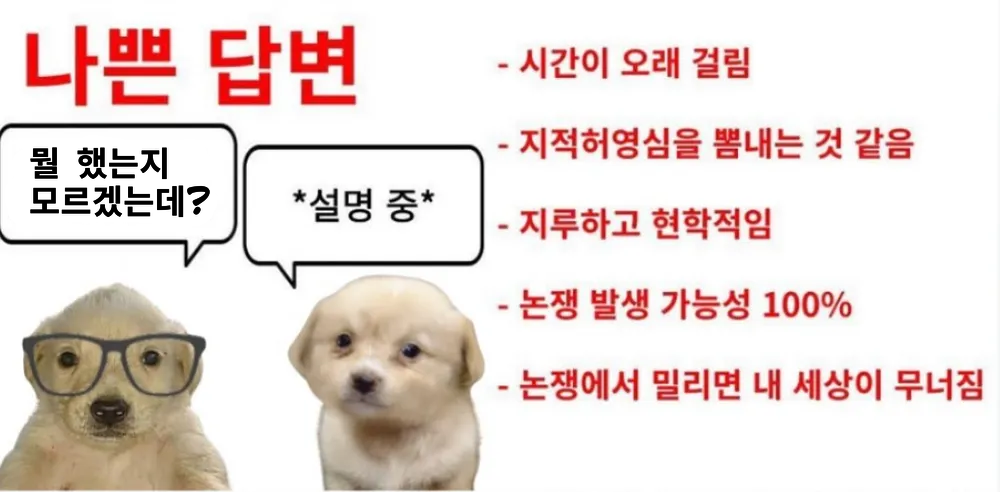 나쁜 답변
뭘 했는지
모르겠는데?
*설명 중*
- 시간이 오래 걸림
- 지적허영심을 뽐내는 것 같음
- 지루하고 현학적임
- 논쟁 발생 가능성 100%
- 논쟁에서 밀리면 내 세상이 무너짐